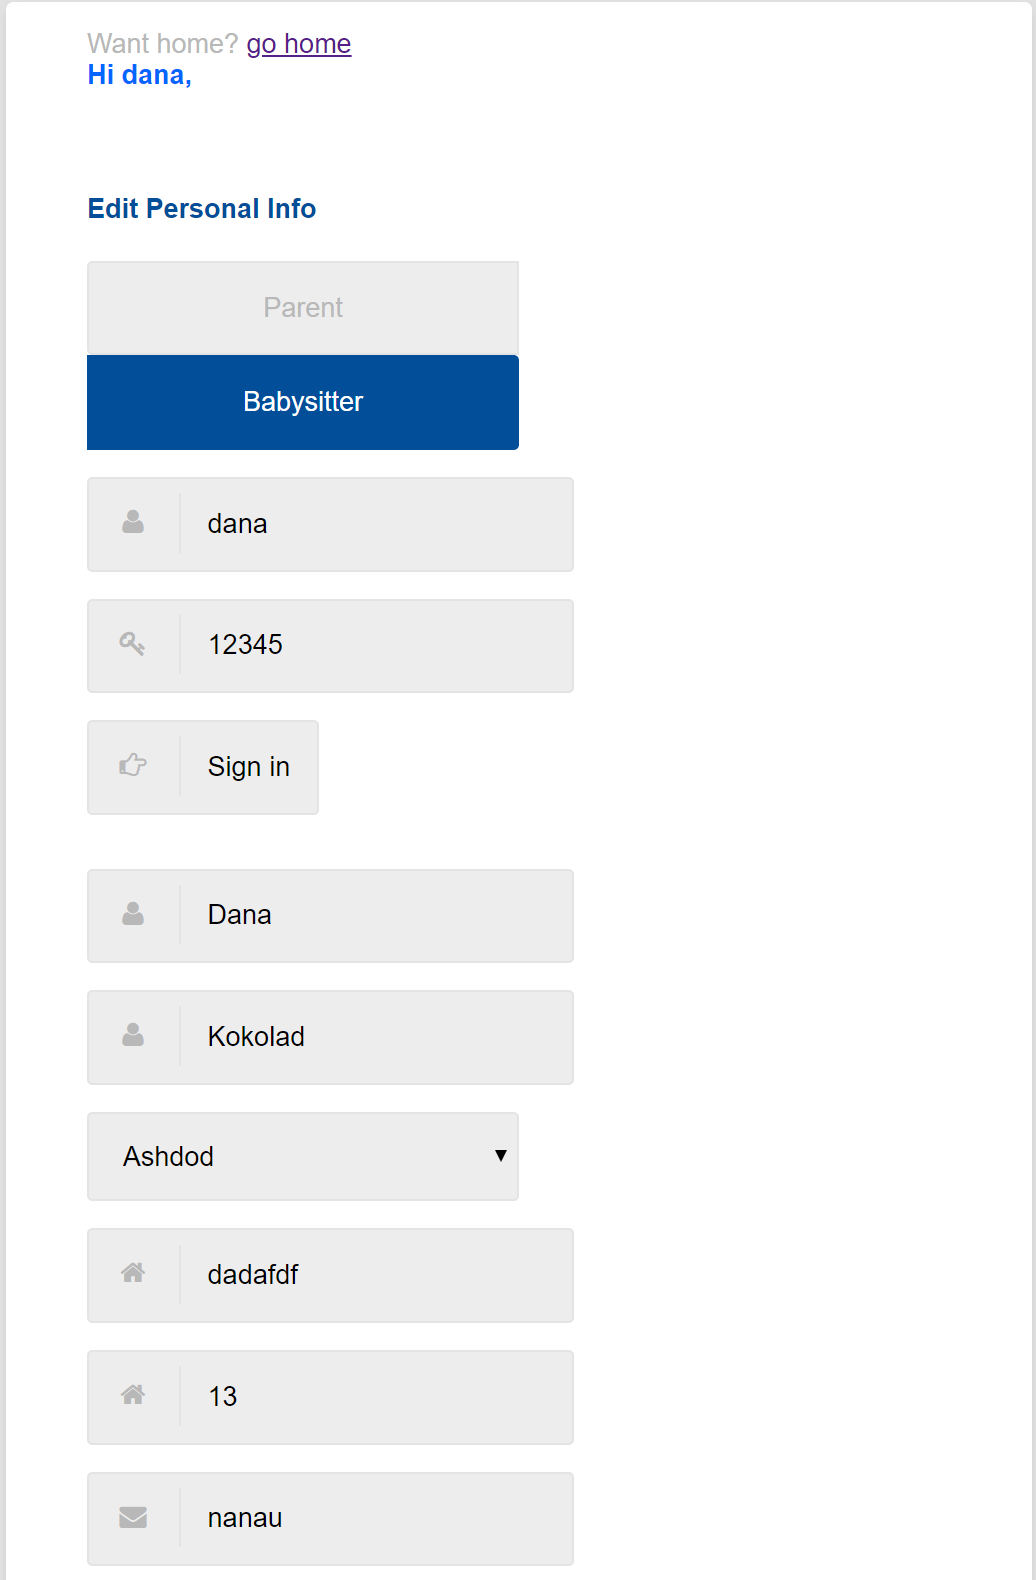 Want home? go home
Hi dana,
Edit Personal Info
Parent
Babysitter
dana
12345
Sign in
Dana
Kokolad
Ashdod
dadafdf
13
nanau